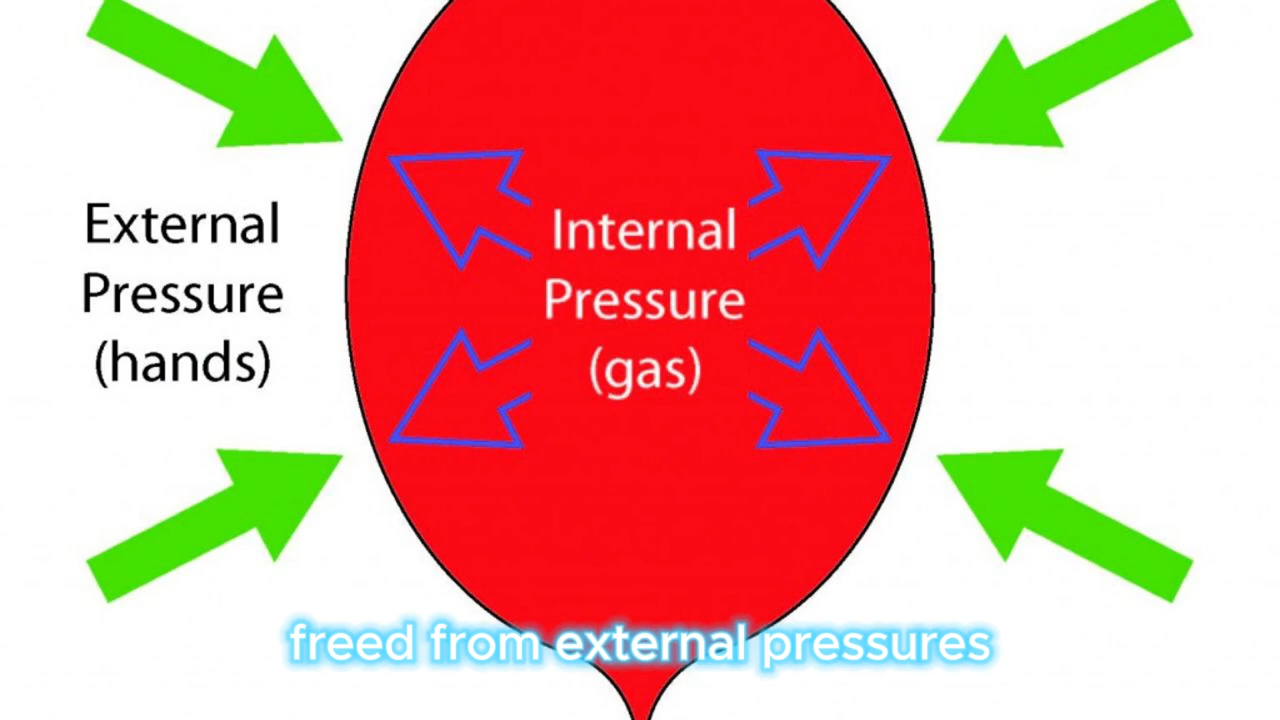 External
Pressure
(hands)
Internal
Pressure
(gas)
freed from external pressures